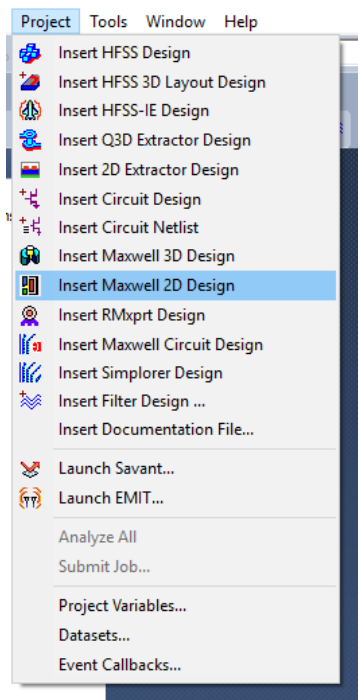 Project Tools Window Help
Insert HFSS Design
Insert HFSS 3D Layout Design
Insert HFSS-IE Design
Insert Q3D Extractor Design
Insert 2D Extractor Design
Insert Circuit Design
Insert Circuit Netlist
Insert Maxwell 3D Design
Insert Maxwell 2D Design
Insert RMxprt Design
Insert Maxwell Circuit Design
Insert Simplorer Design
Insert Filter Design ...
Insert Documentation File...
Launch Savant...
Launch EMIT...
Analyze All
Submit Job...
Project Variables...
Datasets...
Event Callbacks...